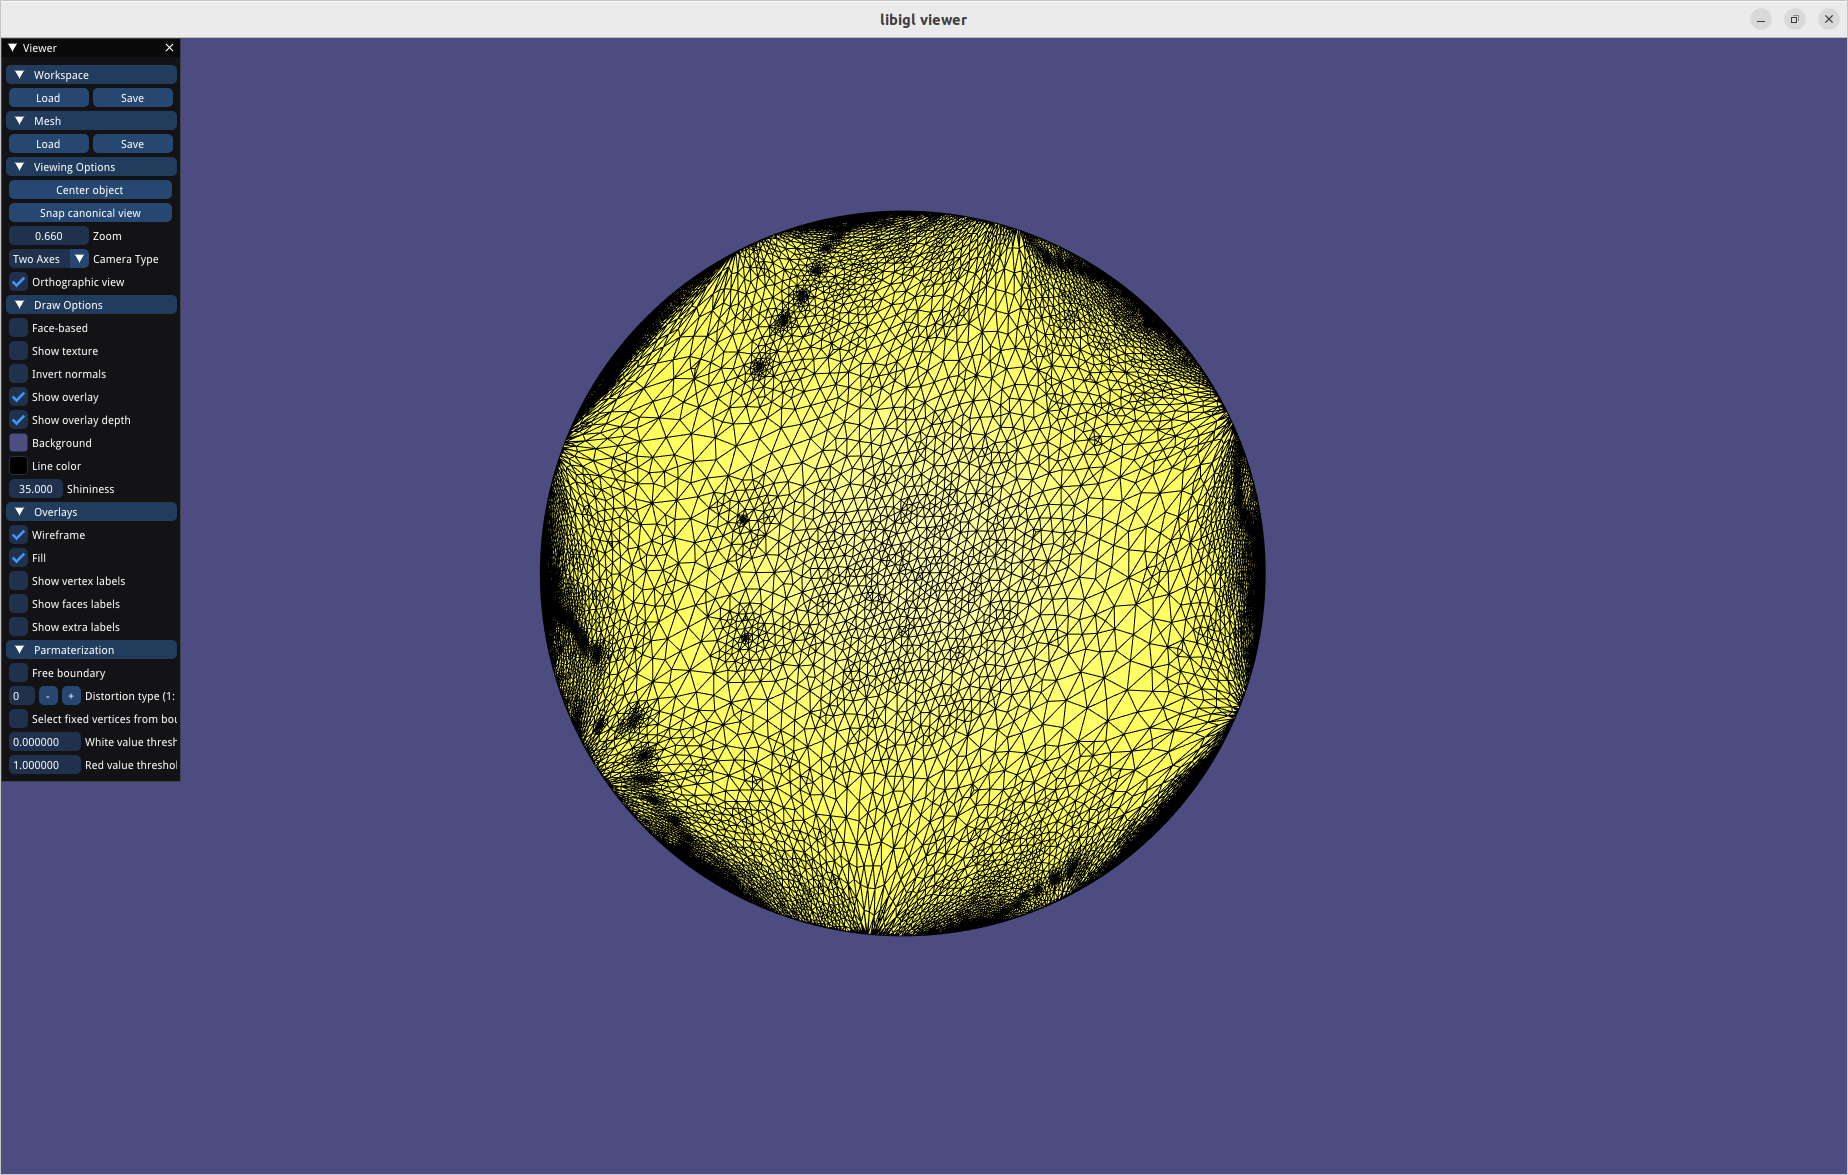 libigl viewer
Viewer
Workspace
Load Save
Mesh
Load Save
Viewing Options
Center object
Snap canonical view
0.660 Zoom
Two Axes Camera Type
Orthographic view
Draw Options
Face-based
Show texture
Invert normals
Show overlay
Show overlay depth
Background
Line color
35.000 Shininess
Overlays
Wireframe
Fill
Show vertex labels
Show faces labels
Show extra labels
Parmaterization
Free boundary
0 - + Distortion type (1:
Select fixed vertices from bou
0.000000 White value thresh
1.000000 Red value threshol